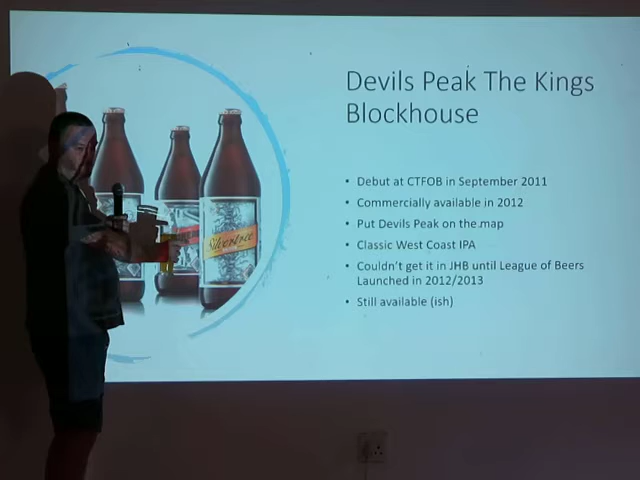 Devils Peak The Kings
Blockhouse
• Debut at CTFOB in September 2011
• Commercially available in 2012
• Put Devils Peak on the map
• Classic West Coast IPA
• Couldn't get it in JHB until League of Beers
Launched in 2012/2013
• Still available (ish)
Silvertree